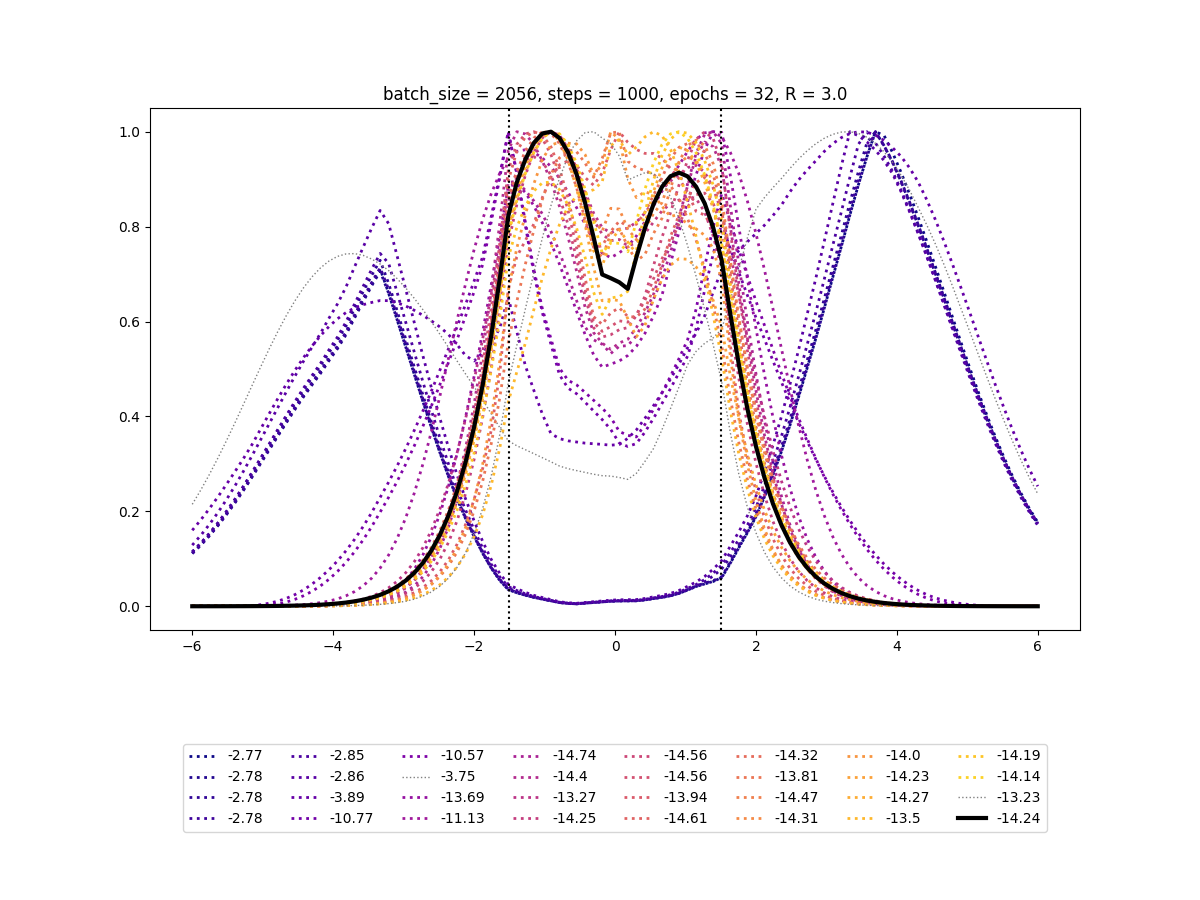 batch_size = 2056, steps = 1000, epochs = 32, R = 3.0
1.0
0.8
0.6
0.4
0.2
0.0
−6 −4 −2 0 2 4 6
-2.77 -2.85 -10.57 -14.74 -14.56 -14.32 -14.0 -14.19
-2.78 -2.86 -3.75 -14.4 -14.56 -13.81 -14.23 -14.14
-2.78 -3.89 -13.69 -13.27 -13.94 -14.47 -14.27 -13.23
-2.78 -10.77 -11.13 -14.25 -14.61 -14.31 -13.5 -14.24